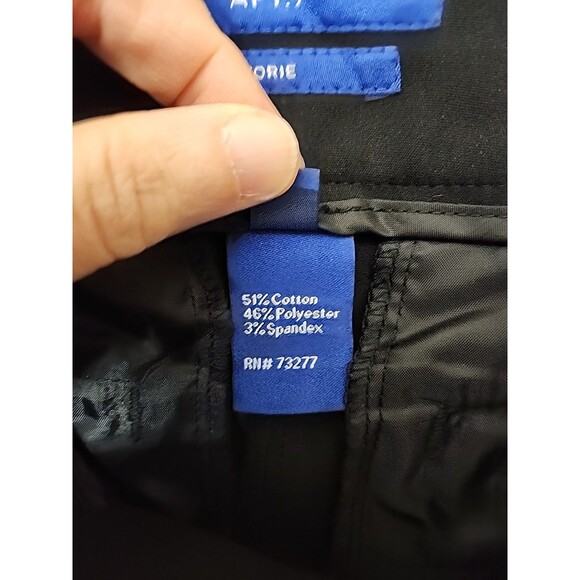 51% Cotton
46% Polyester
3% Spandex
RN# 73277